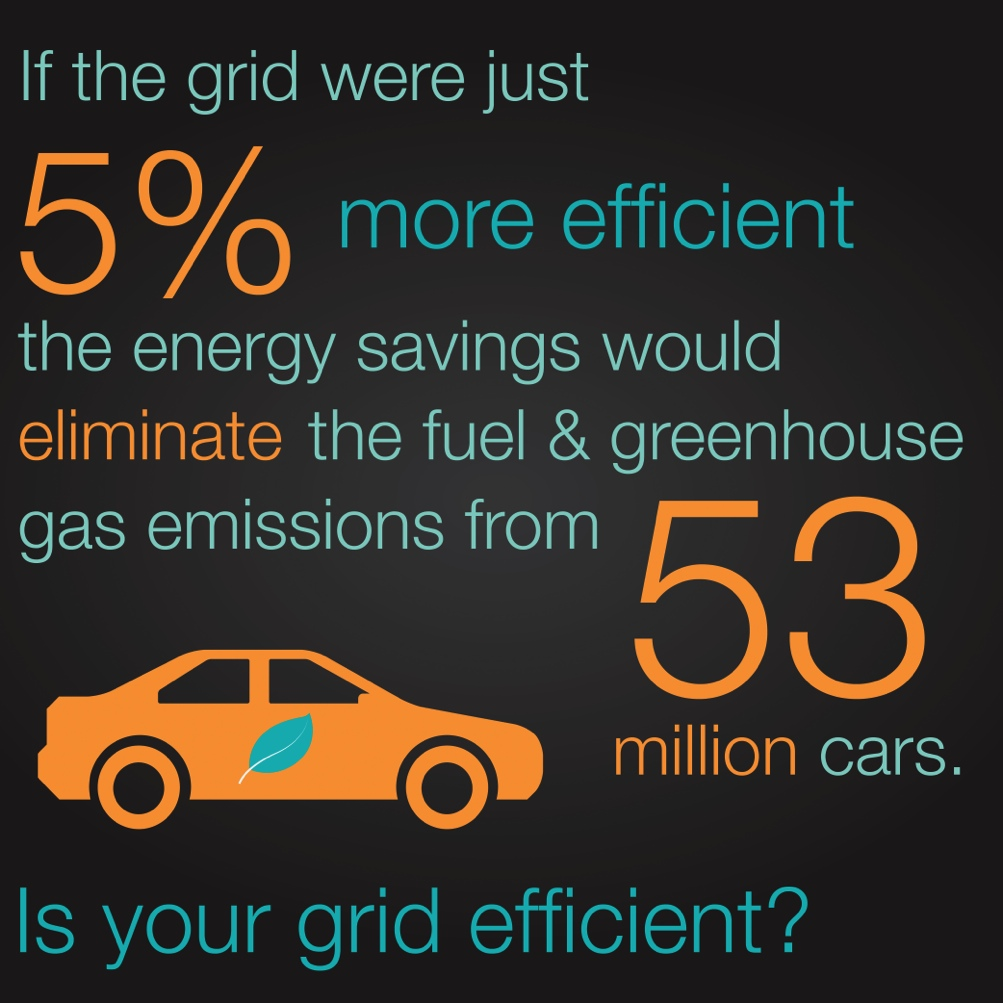 If the grid were just
5% more efficient
the energy savings would
eliminate the fuel & greenhouse
gas emissions from 53
million cars.
Is your grid efficient?